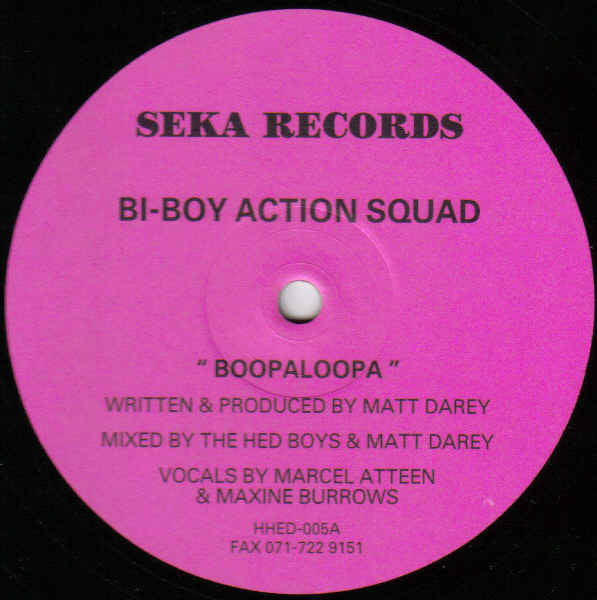 SEKA RECORDS
BI-BOY ACTION SQUAD
" BOOPALOOPA "
WRITTEN & PRODUCED BY MATT DAREY
MIXED BY THE HED BOYS & MATT DAREY
VOCALS BY MARCEL ATTEEN
& MAXINE BURROWS
HHED-005A
FAX 071-722 9151